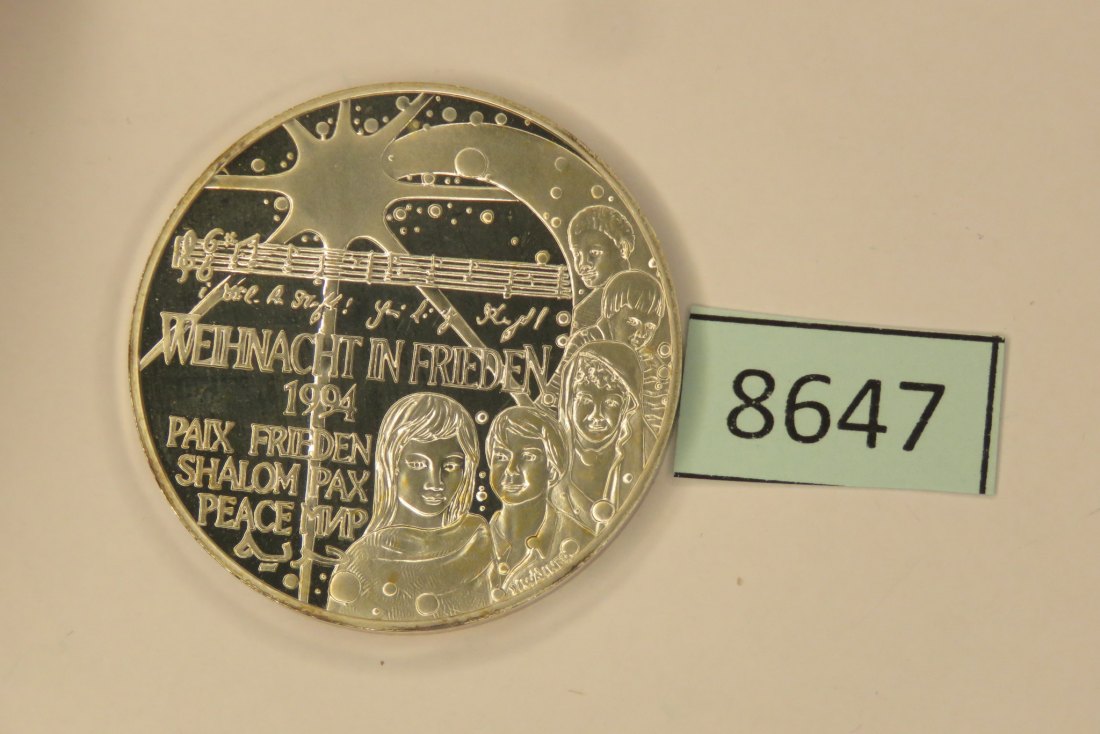 WEIHNACHT IN FRIEDEN
1994
PAIX FRIEDEN
SHALOM PAX
PEACE МИР
8647